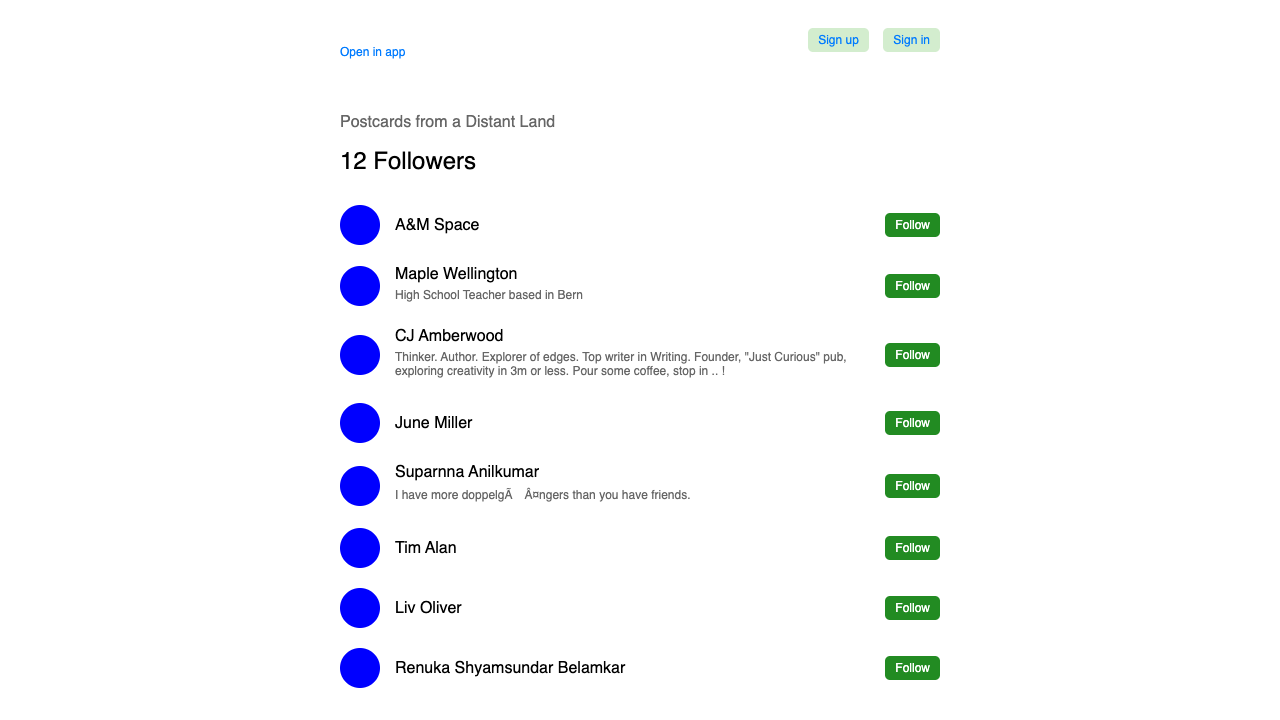 Open in app
Sign up
Sign in
Postcards from a Distant Land
12 Followers
A&M Space
Follow
Maple Wellington
High School Teacher based in Bern
Follow
CJ Amberwood
Thinker. Author. Explorer of edges. Top writer in Writing. Founder, "Just Curious" pub,
exploring creativity in 3m or less. Pour some coffee, stop in .. !
Follow
June Miller
Follow
Suparnna Anilkumar
I have more doppelgÃ Â¤ngers than you have friends.
Follow
Tim Alan
Follow
Liv Oliver
Follow
Renuka Shyamsundar Belamkar
Follow